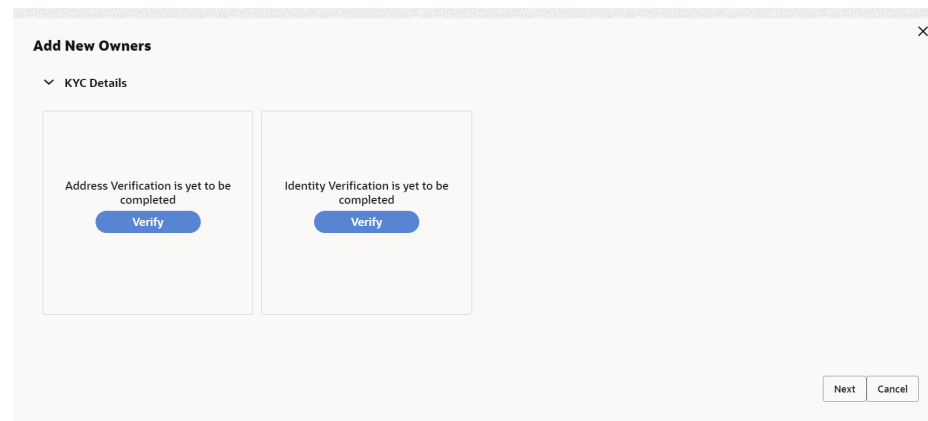 Add New Owners
KYC Details
Address Verification is yet to be
completed
Verify
Identity Verification is yet to be
completed
Verify
Next
Cancel